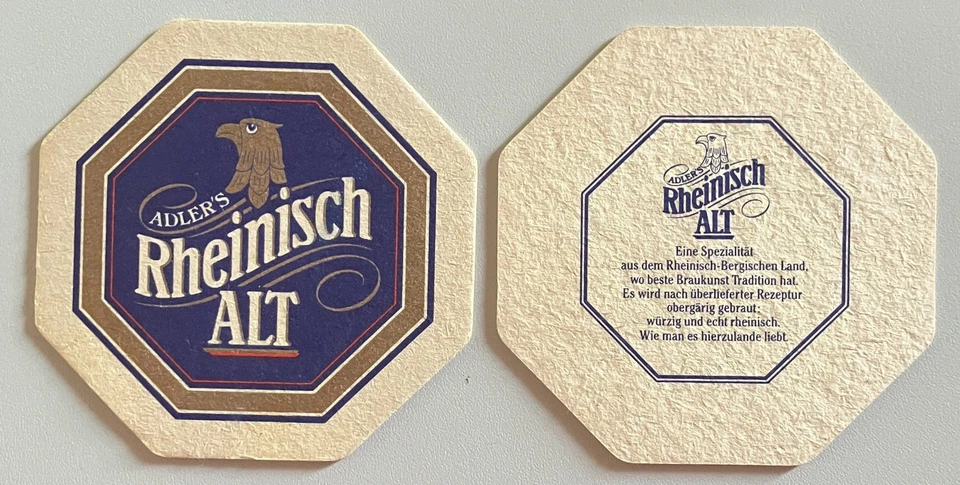 ADLER'S
Rheinisch
ALT
ADLER'S
Rheinisch
ALT
Eine Spezialität
aus dem Rheinisch-Bergischen Land,
wo beste Braukunst Tradition hat.
Es wird nach überlieferter Rezeptur
obergärig gebraut;
würzig und echt rheinisch.
Wie man es hierzulande liebt.